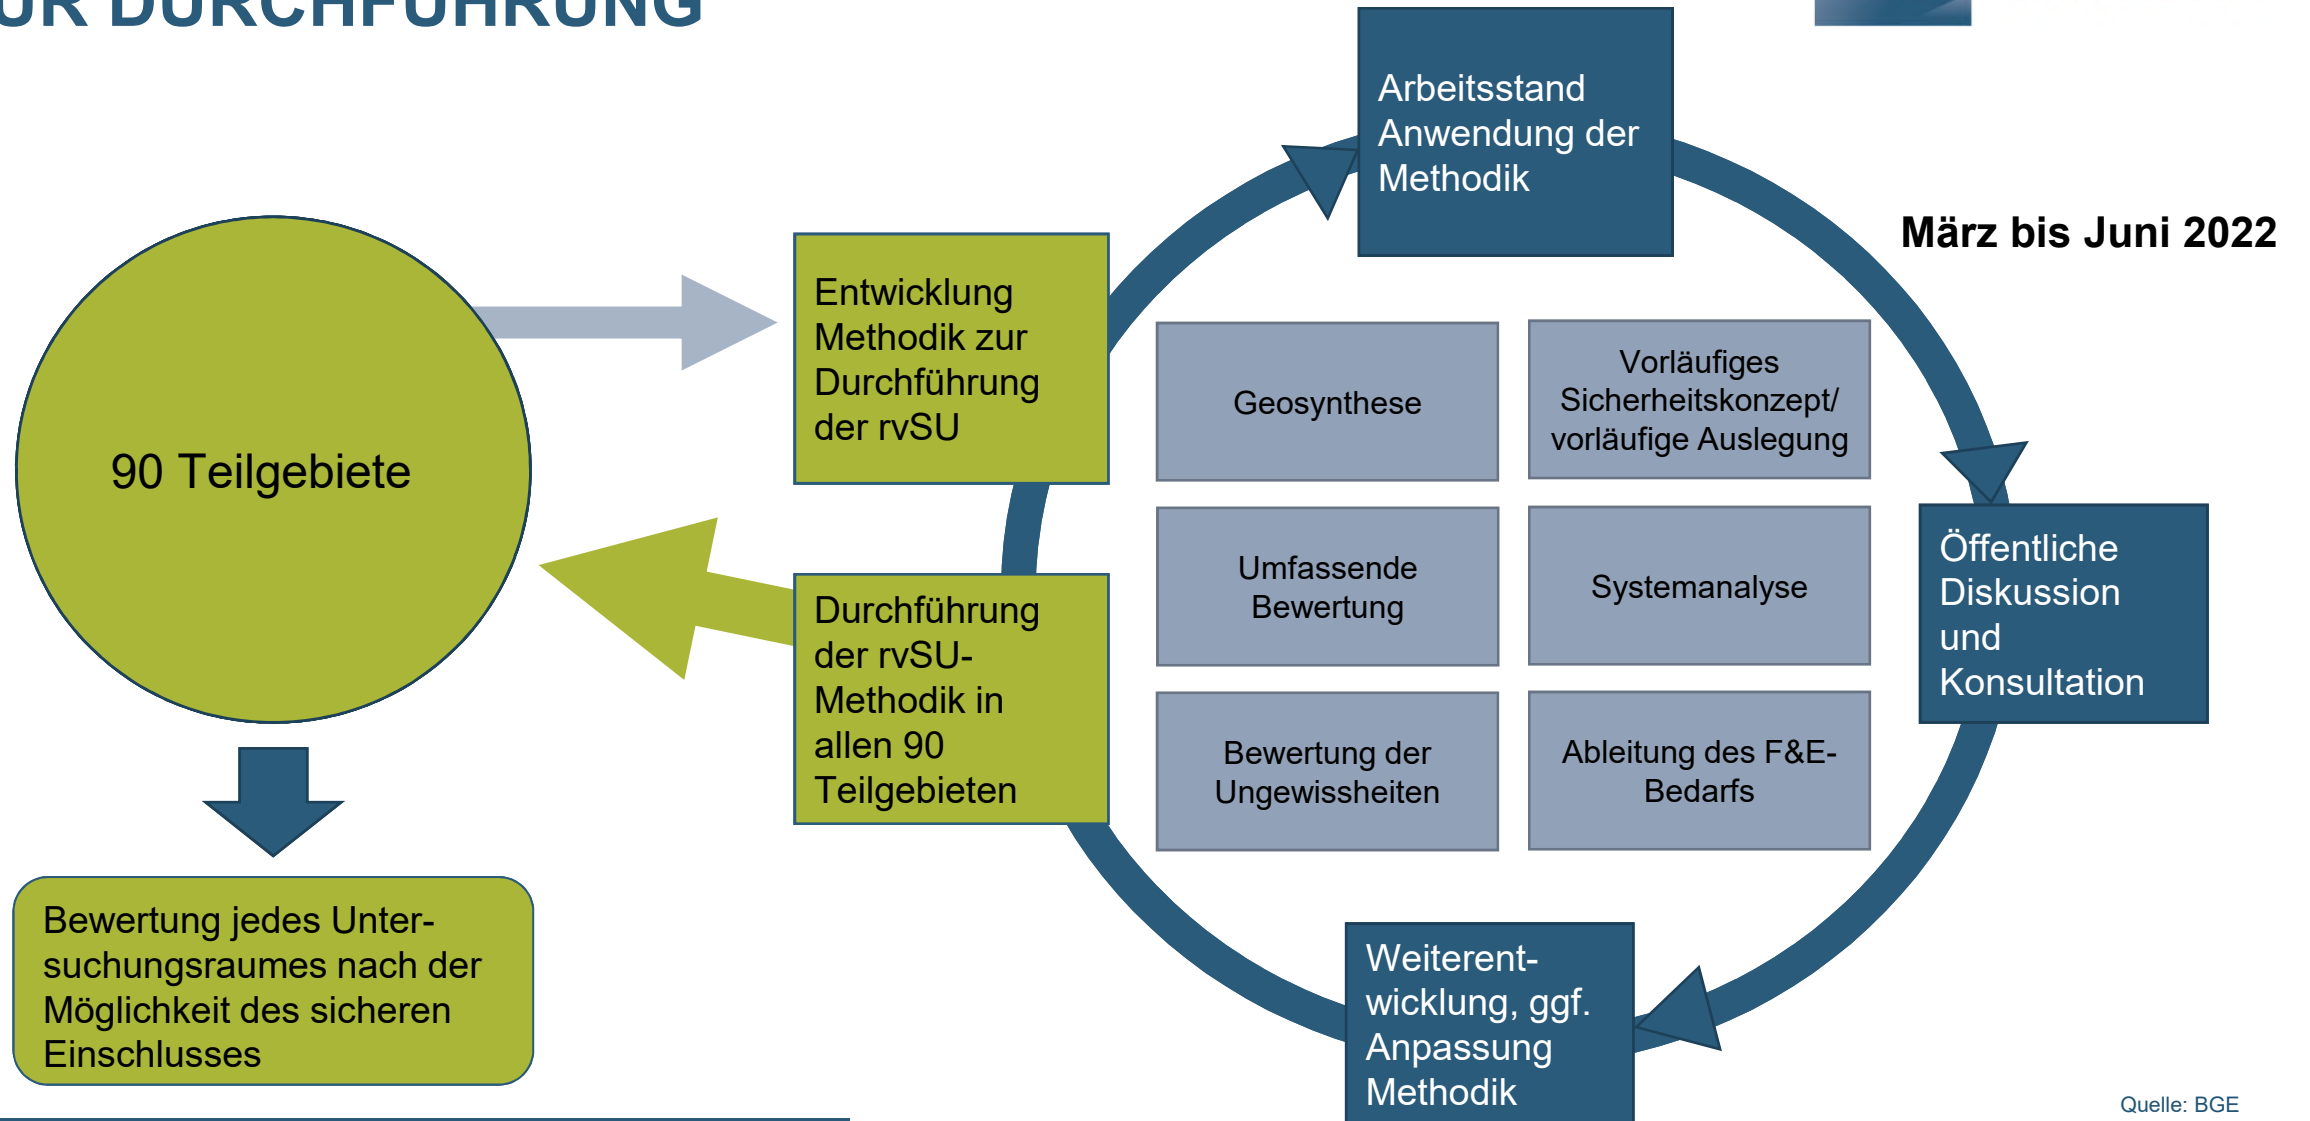 UR DURCHFÜHRUNG
Arbeitsstand
Anwendung der
Methodik
März bis Juni 2022
Entwicklung
Methodik zur
Durchführung
der rvSU
90 Teilgebiete
Geosynthese
Vorläufiges
Sicherheitskonzept/
vorläufige Auslegung
Umfassende
Bewertung
Systemanalyse
Bewertung der
Ungewissheiten
Ableitung des F&E-
Bedarfs
Öffentliche
Diskussion
und
Konsultation
Durchführung
der rvSU-
Methodik in
allen 90
Teilgebieten
Bewertung jedes Unter-
suchungsraumes nach der
Möglichkeit des sicheren
Einschlusses
Weiterent-
wicklung, ggf.
Anpassung
Methodik
Quelle: BGE